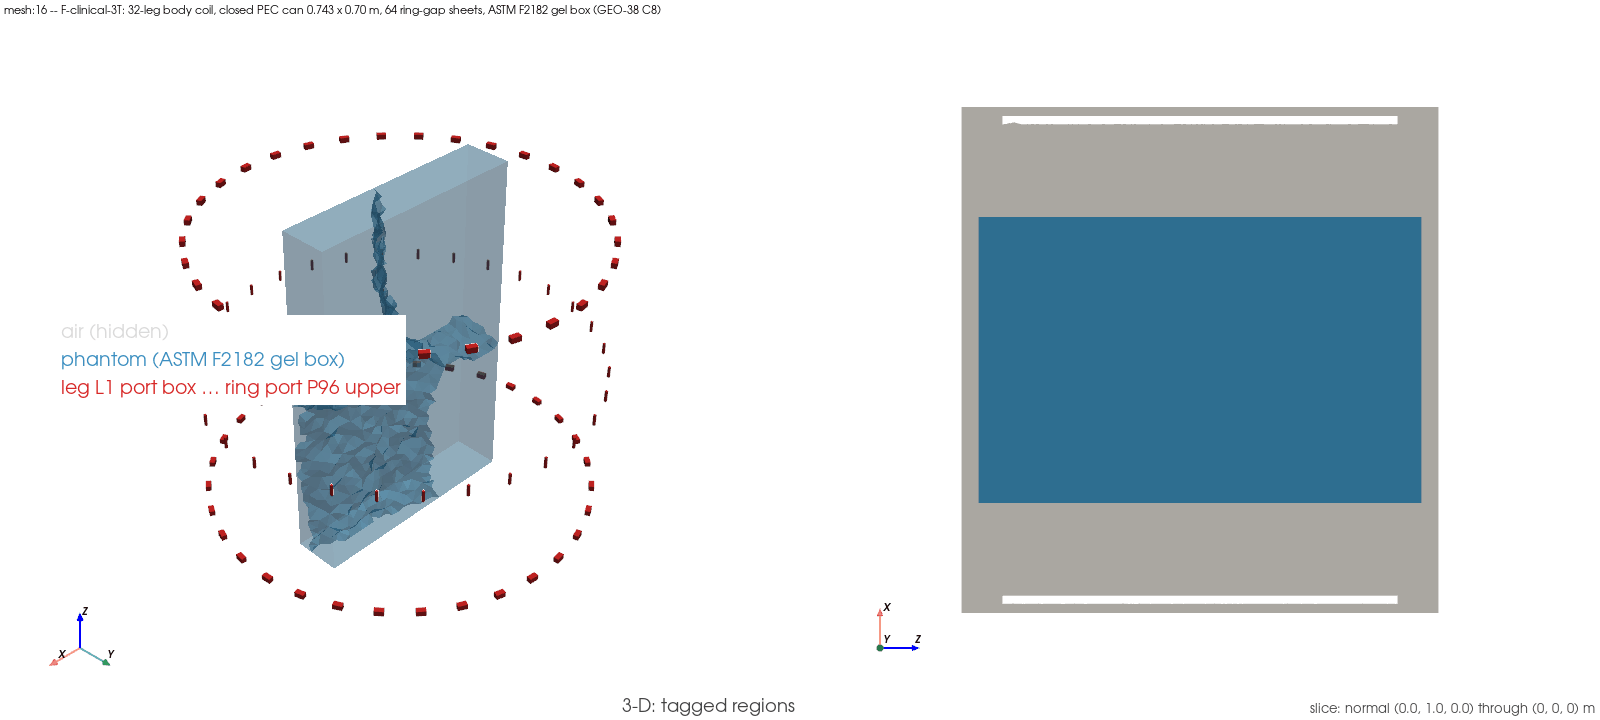 mesh:16 -- F-clinical-3T: 32-leg body coil, closed PEC can 0.743 x 0.70 m, 64 ring-gap sheets, ASTM F2182 gel box (GEO-38 C8)
air (hidden)
phantom (ASTM F2182 gel box)
leg L1 port box ... ring port P96 upper
Z
X
Y
X
Y
Z
3-D: tagged regions
slice: normal (0.0, 1.0, 0.0) through (0, 0, 0) m